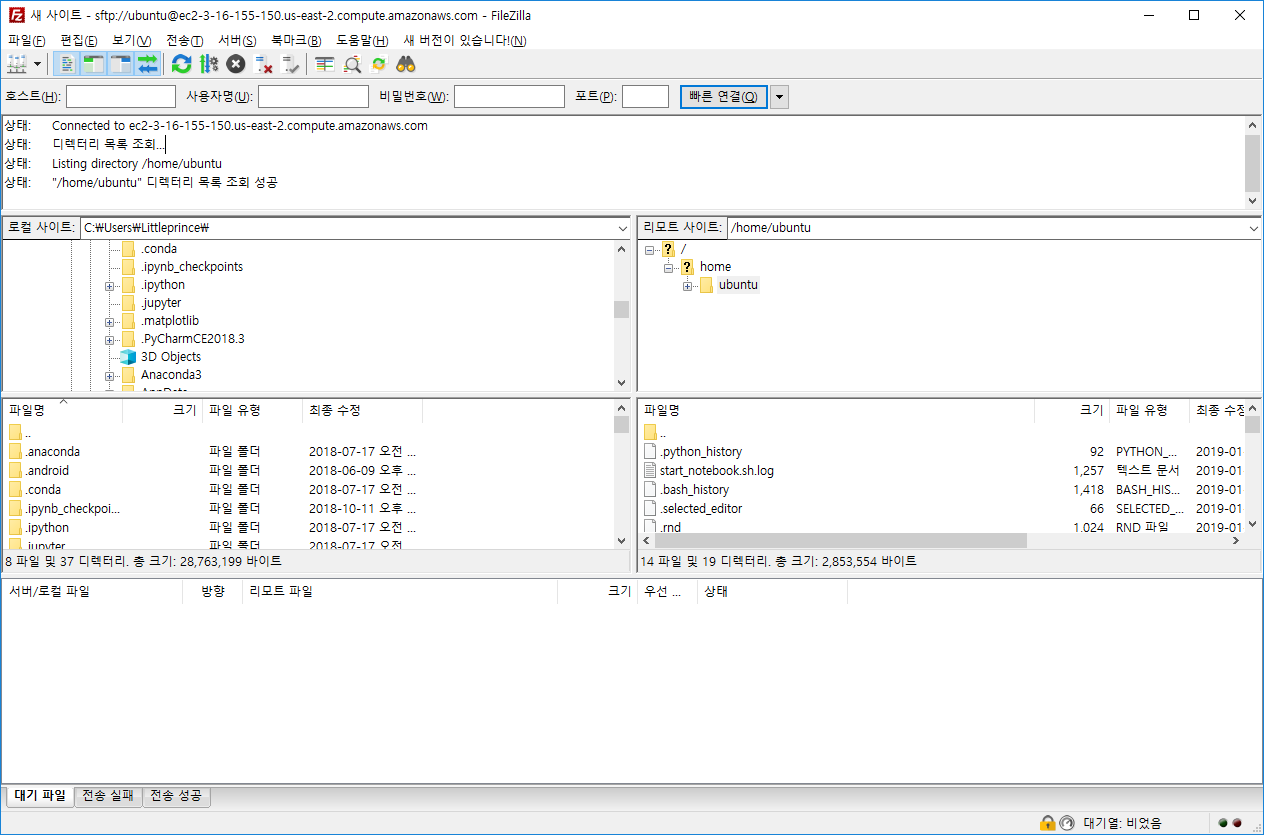 새 사이트 - sftp://ubuntu@ec2-3-16-155-150.us-east-2.compute.amazonaws.com - FileZilla
파일(F) 편집(E) 보기(V) 전송(T) 서버(S) 북마크(B) 도움말(H) 새 버전이 있습니다!(N)
호스트(H): 사용자명(U): 비밀번호(W): 포트(P): 빠른 연결(Q)
상태: Connected to ec2-3-16-155-150.us-east-2.compute.amazonaws.com
상태: 디렉터리 목록 조회...
상태: Listing directory /home/ubuntu
상태: "/home/ubuntu" 디렉터리 목록 조회 성공
로컬 사이트: C:₩Users₩Littleprince₩
.conda
.ipynb_checkpoints
.ipython
.jupyter
.matplotlib
.PyCharmCE2018.3
3D Objects
Anaconda3
AppData
리모트 사이트: /home/ubuntu
/
home
ubuntu
파일명 크기 파일 유형 최종 수정
..
.anaconda 파일 폴더 2018-07-17 오전 ...
.android 파일 폴더 2018-06-09 오후 ...
.conda 파일 폴더 2018-07-17 오전 ...
.ipynb_checkpoi... 파일 폴더 2018-10-11 오후 ...
.ipython 파일 폴더 2018-07-17 오전 ...
.jupyter 파일 폴더 2018-07-17 오전 ...
8 파일 및 37 디렉터리. 총 크기: 28,763,199 바이트
파일명 크기 파일 유형 최종 수정
..
.python_history 92 PYTHON_... 2019-01
start_notebook.sh.log 1,257 텍스트 문서 2019-01
.bash_history 1,418 BASH_HIS... 2019-01
.selected_editor 66 SELECTED_... 2019-01
.rnd 1,024 RND 파일 2019-01
14 파일 및 19 디렉터리. 총 크기: 2,853,554 바이트
서버/로컬 파일 방향 리모트 파일 크기 우선 ... 상태
대기 파일 전송 실패 전송 성공
대기열: 비었음